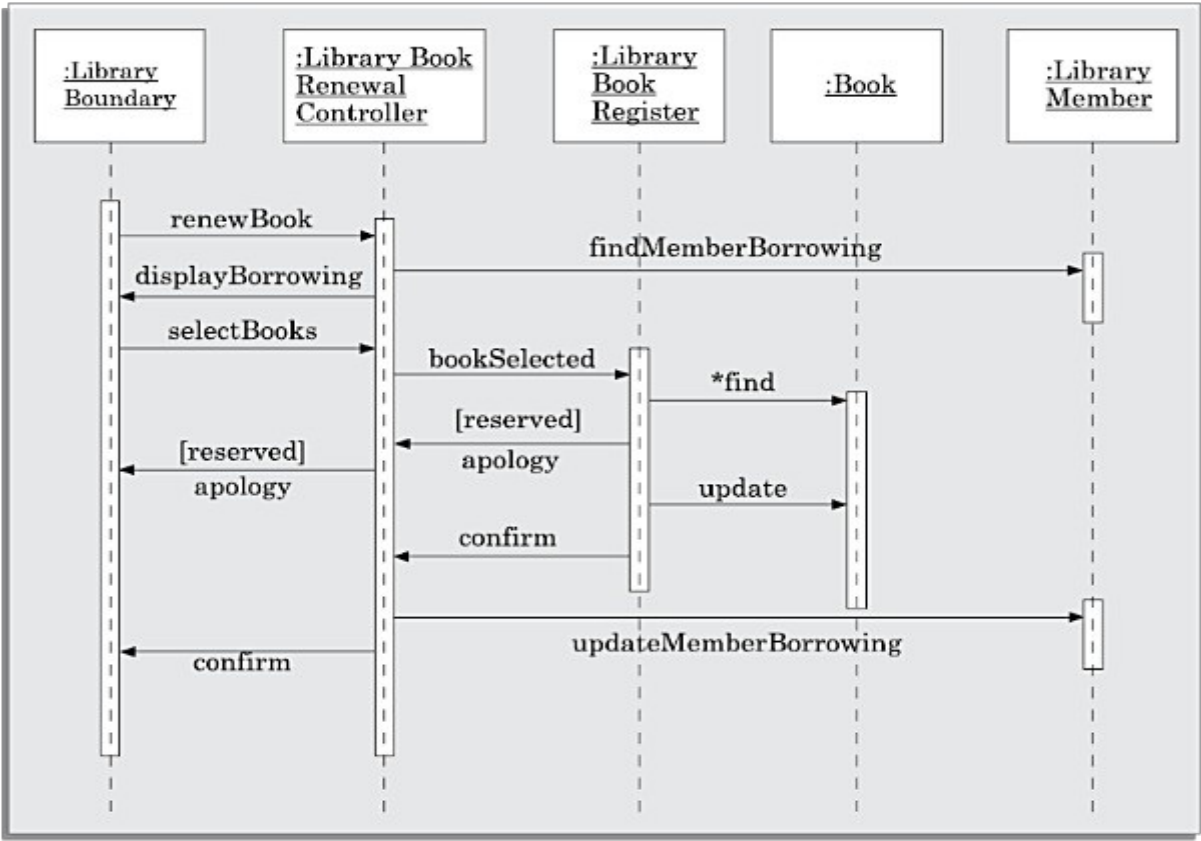 :Library
Boundary
:Library Book
Renewal
Controller
:Library
Book
Register
:Book
:Library
Member
renewBook
findMemberBorrowing
displayBorrowing
selectBooks
bookSelected
*find
[reserved]
apology
[reserved]
apology
update
confirm
updateMemberBorrowing
confirm